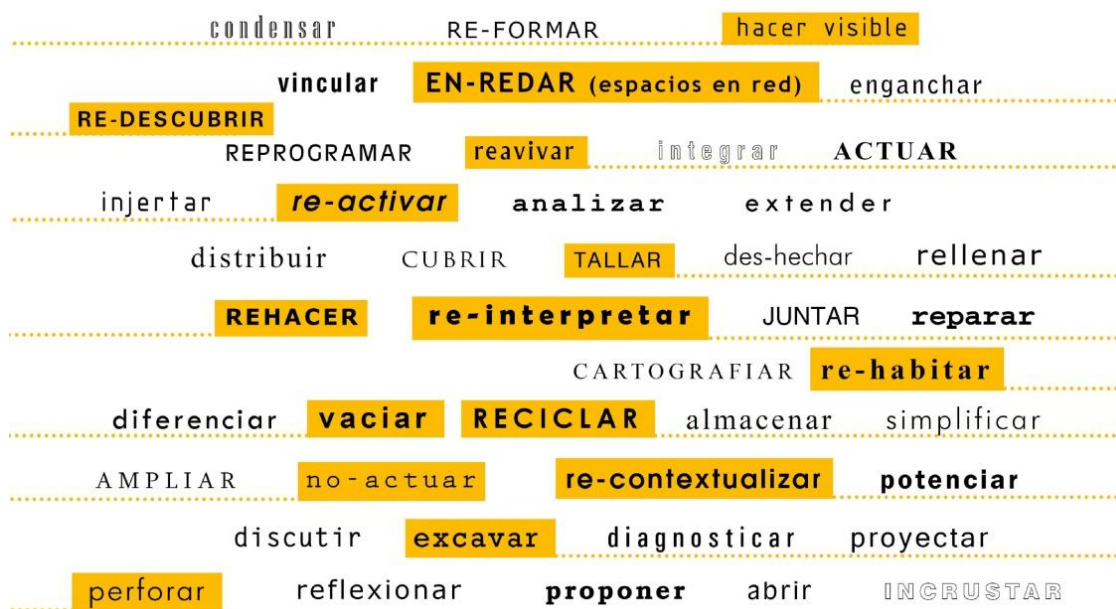 condensar RE-FORMAR hacer visible
vincular EN-REDAR (espacios en red) enganchar
RE-DESCUBRIR
REPROGRAMAR reavivar integrar ACTUAR
injertar re-activar analizar extender
distribuir CUBRIR TALLAR des-hechar rellenar
REHACER re-interpretar JUNTAR reparar
CARTOGRAFIAR re-habitar
diferenciar vaciar RECICLAR almacenar simplificar
AMPLIAR no-actuar re-contextualizar potenciar
discutir excavar diagnosticar proyectar
perforar reflexionar proponer abrir INCRUSTAR